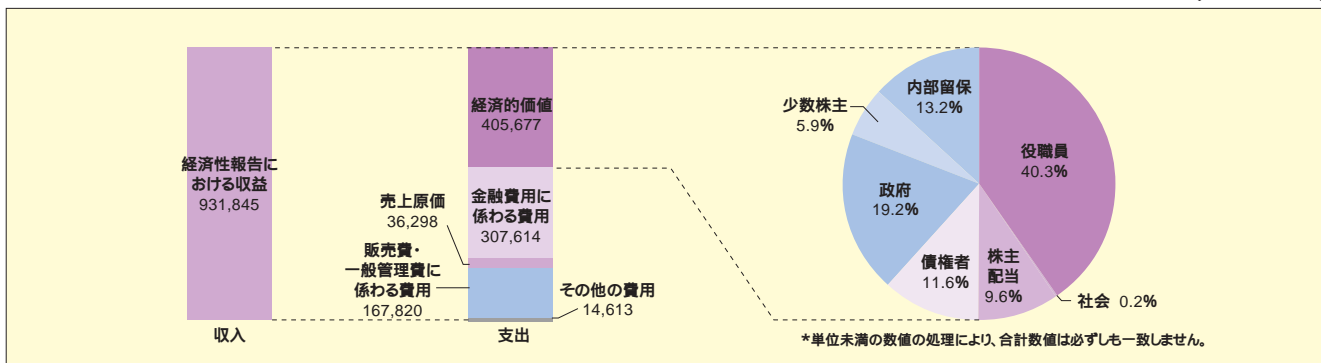 経済性報告に
おける収益
931,845
収入
経済的価値
405,677
金融費用に
係わる費用
307,614
売上原価
36,298
販売費・
一般管理費に
係わる費用
167,820
その他の費用
14,613
支出
内部留保
13.2%
少数株主
5.9%
政府
19.2%
債権者
11.6%
株主
配当
9.6%
社会 0.2%
役職員
40.3%
*単位未満の数値の処理により、合計数値は必ずしも一致しません。